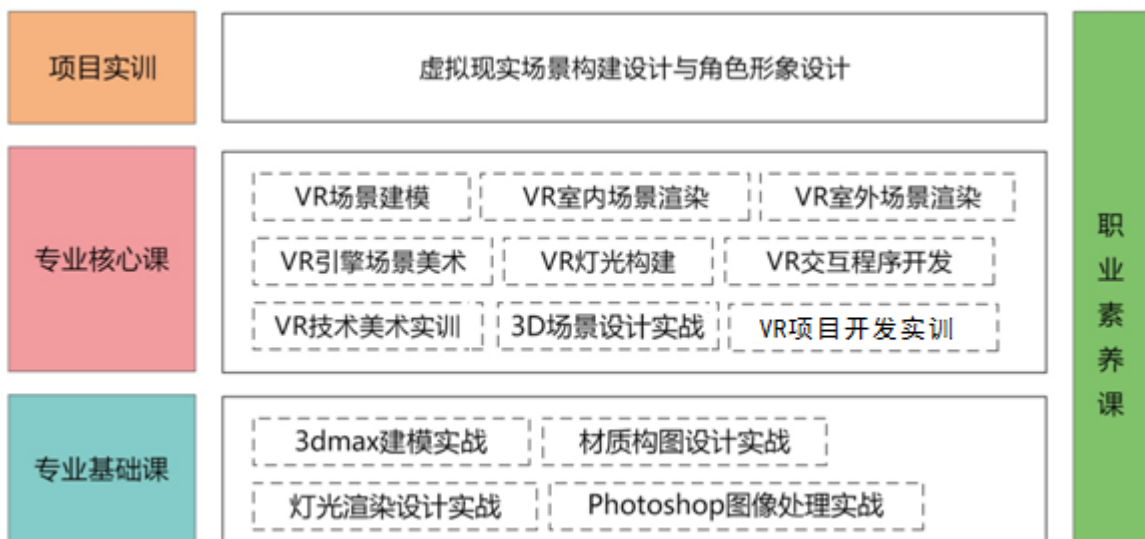 项目实训
虚拟现实场景构建设计与角色形象设计
专业核心课
VR场景建模
VR室内场景渲染
VR室外场景渲染
VR引擎场景美术
VR灯光构建
VR交互程序开发
VR技术美术实训
3D场景设计实战
VR项目开发实训
专业基础课
3dmax建模实战
材质构图设计实战
灯光渲染设计实战
Photoshop图像处理实战
职业素养课